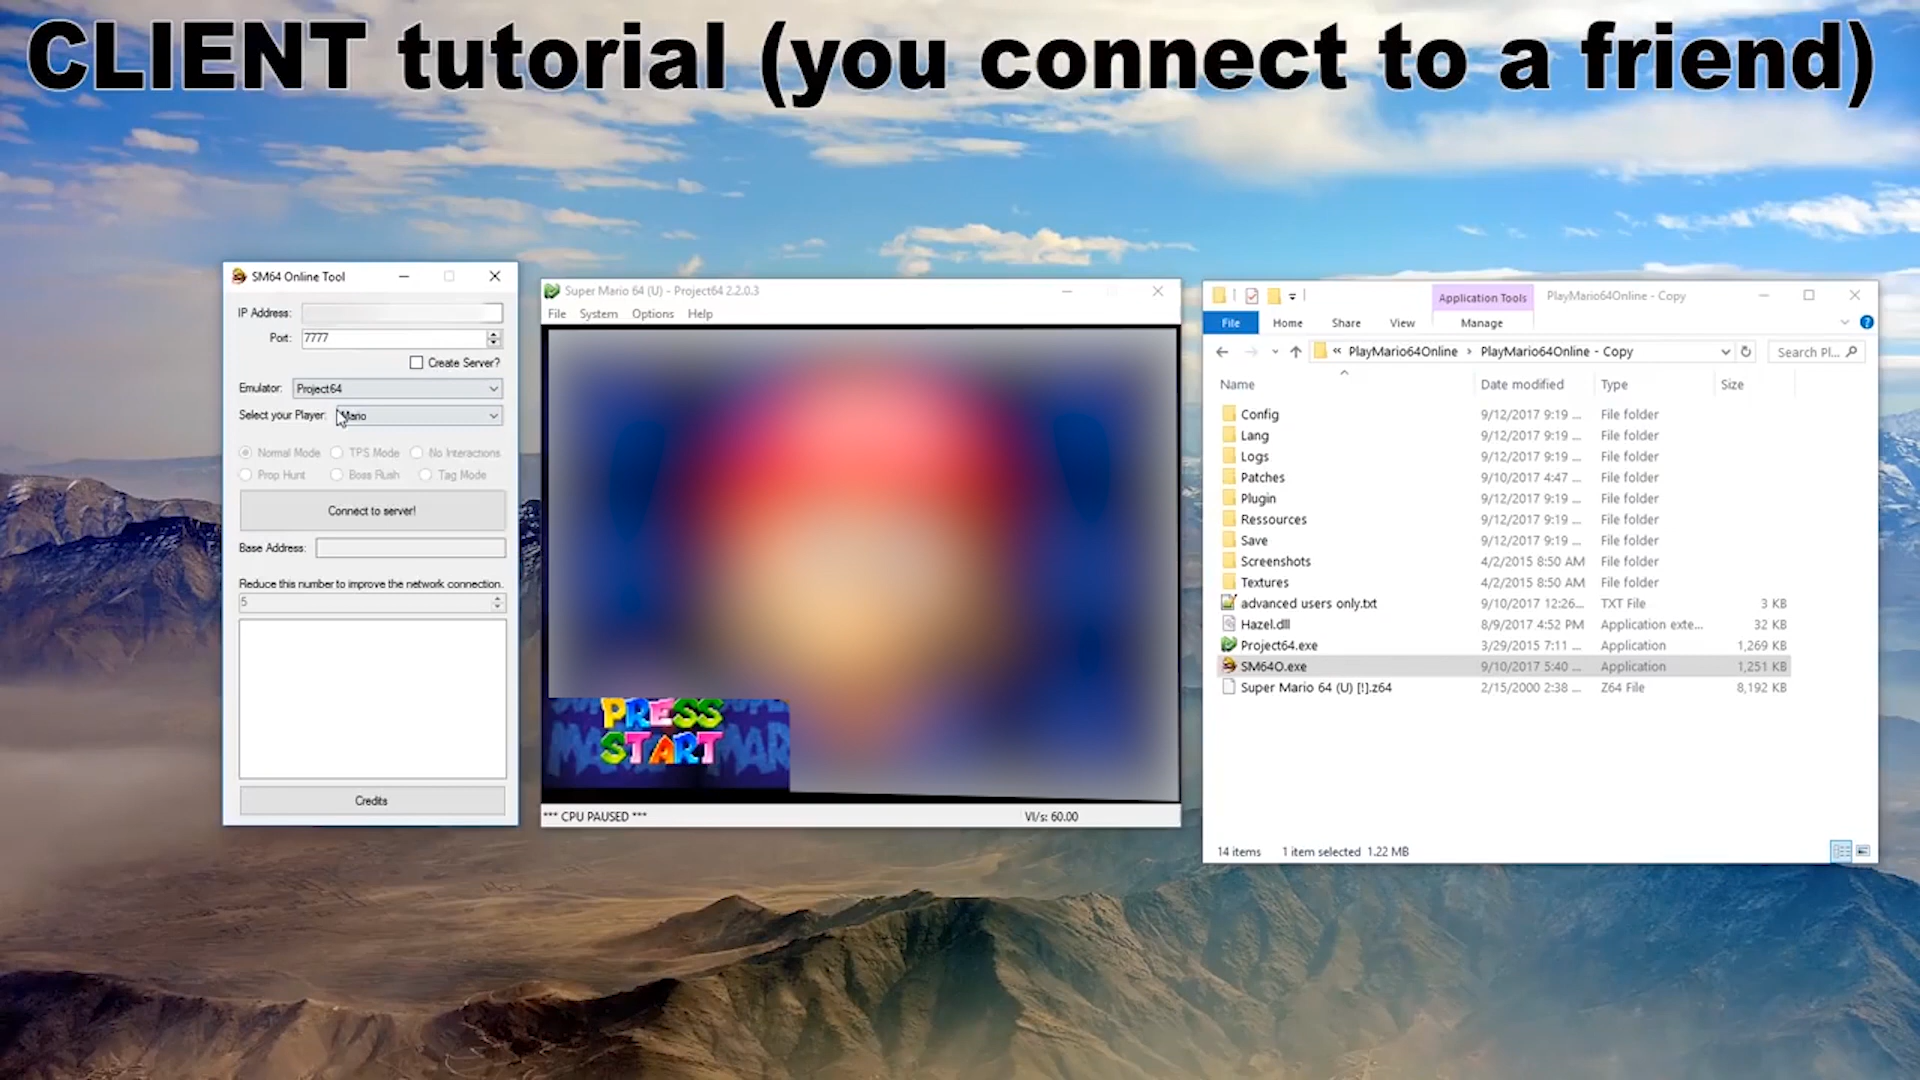 CLIENT tutorial (you connect to a friend)
SM64 Online Tool
IP Address:
Port: 7777
Create Server?
Emulator: Project64
Select your Player: Mario
Normal Mode TPS Mode No Interactions
Prop Hunt Boss Rush Tag Mode
Connect to server!
Base Address:
Reduce this number to improve the network connection.
5
Credits
Super Mario 64 (U) - Project64 2.2.0.3
File System Options Help
PRESS
START
*** CPU PAUSED *** VI/s: 60.00
Application Tools PlayMario64Online - Copy
File Home Share View Manage
« PlayMario64Online › PlayMario64Online - Copy Search Pl...
Name Date modified Type Size
Config 9/12/2017 9:19 ... File folder
Lang 9/12/2017 9:19 ... File folder
Logs 9/12/2017 9:19 ... File folder
Patches 9/10/2017 4:47 ... File folder
Plugin 9/12/2017 9:19 ... File folder
Ressources 9/12/2017 9:19 ... File folder
Save 9/12/2017 9:19 ... File folder
Screenshots 4/2/2015 8:50 AM File folder
Textures 4/2/2015 8:50 AM File folder
advanced users only.txt 9/10/2017 12:26... TXT File 3 KB
Hazel.dll 8/9/2017 4:52 PM Application exte... 32 KB
Project64.exe 3/29/2015 7:11 ... Application 1,269 KB
SM64O.exe 9/10/2017 5:40 ... Application 1,251 KB
Super Mario 64 (U) [!].z64 2/15/2000 2:38 ... Z64 File 8,192 KB
14 items 1 item selected 1.22 MB